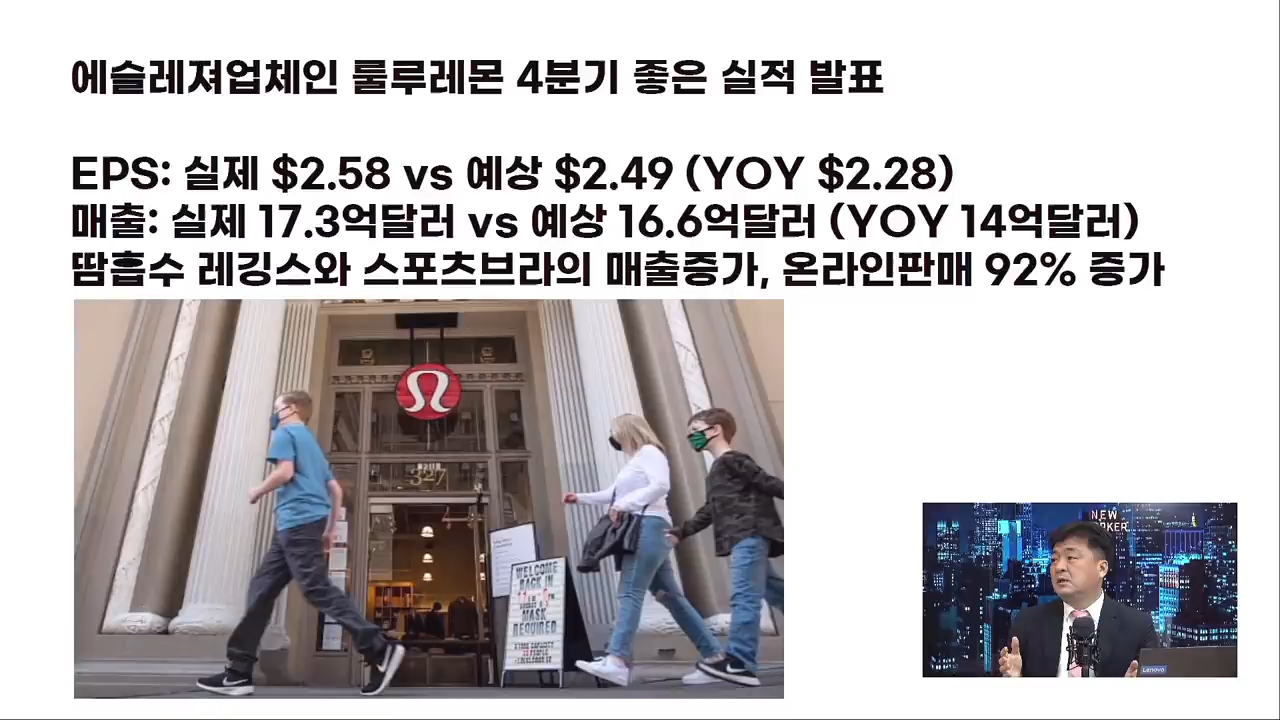 에슬레져업체인 룰루레몬 4분기 좋은 실적 발표
EPS: 실제 $2.58 vs 예상 $2.49 (YOY $2.28)
매출: 실제 17.3억달러 vs 예상 16.6억달러 (YOY 14억달러)
땀흡수 레깅스와 스포츠브라의 매출증가, 온라인판매 92% 증가
327
WELCOME
BACK IN
MASK
REQUIRED
NEW
Lenovo